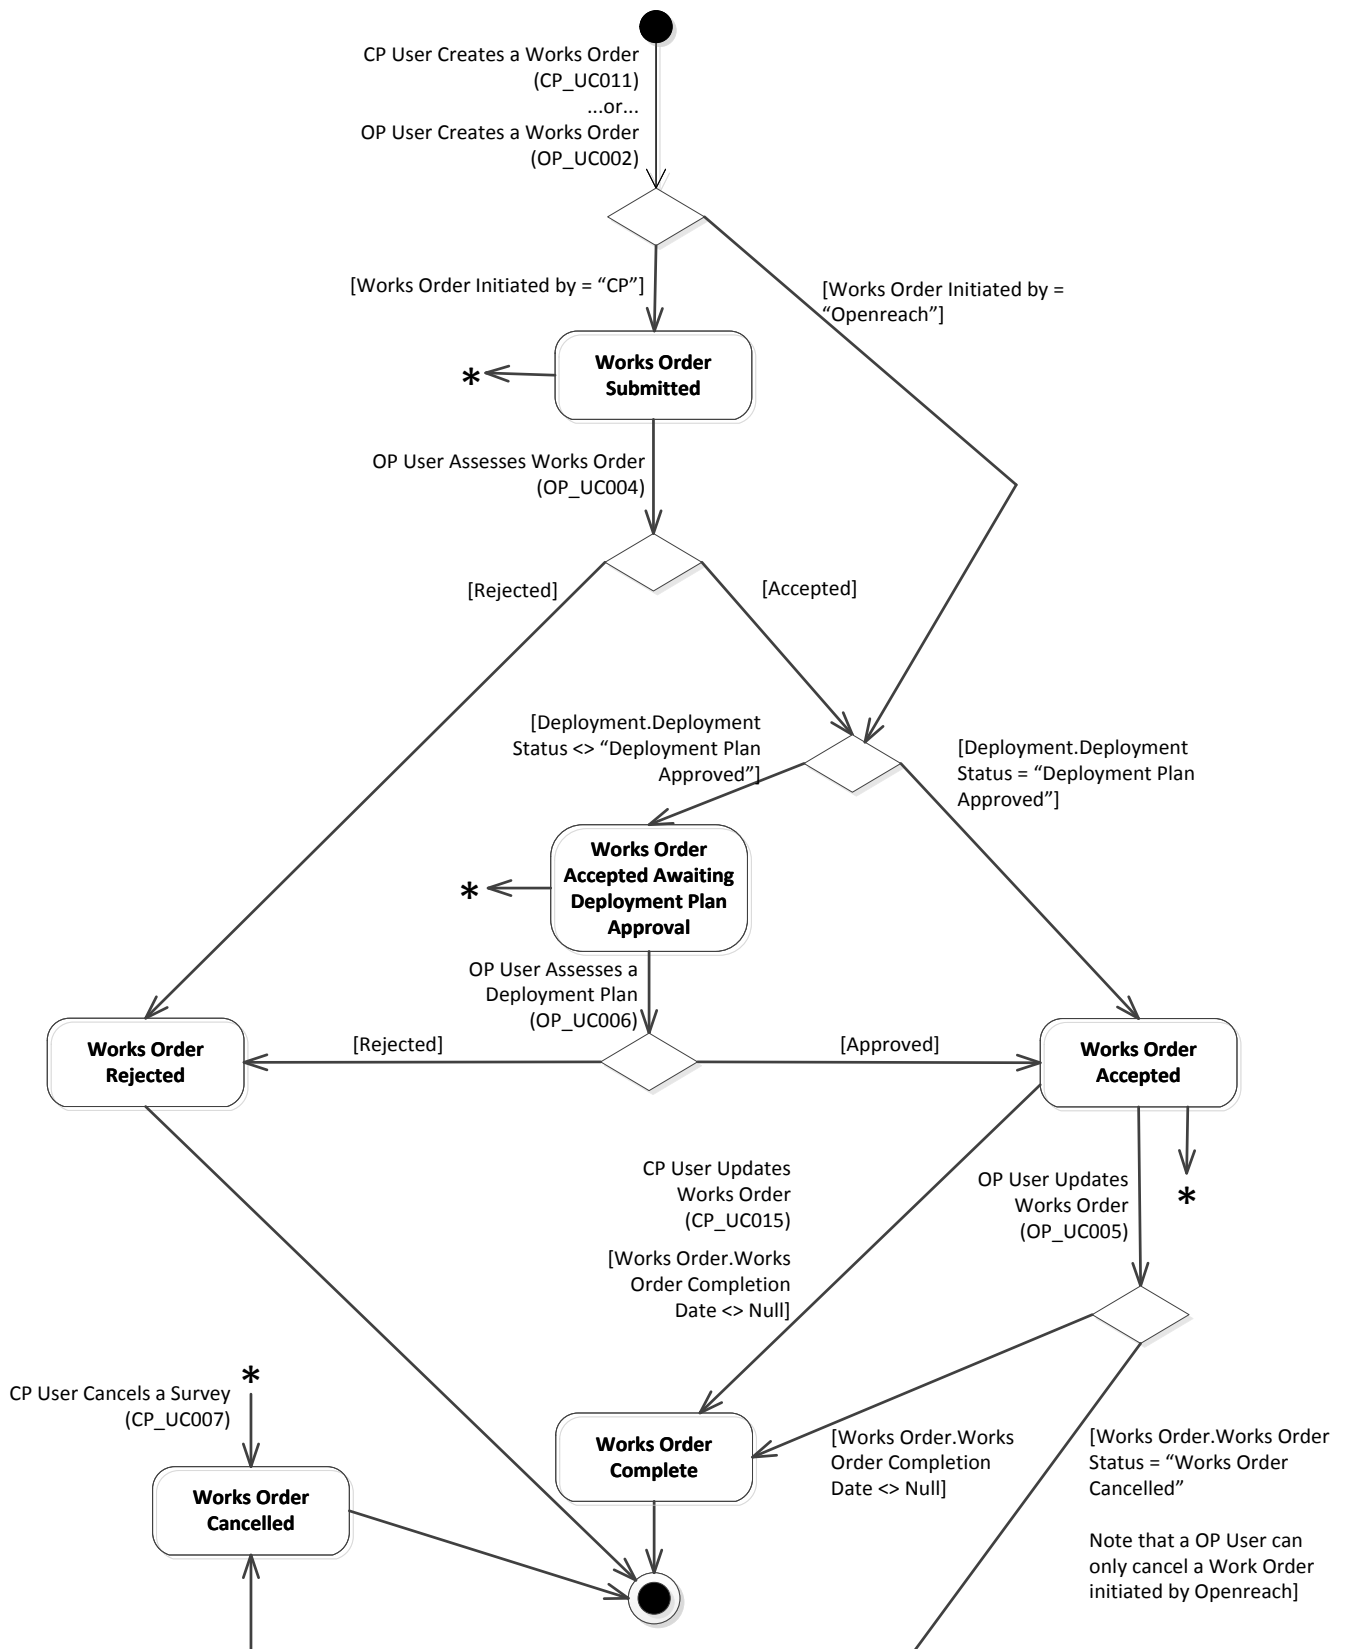 CP User Creates a Works Order
(CP_UC011)
...or...
OP User Creates a Works Order
(OP_UC002)
[Works Order Initiated by = “CP”]
[Works Order Initiated by =
“Openreach”]
Works Order
Submitted
*
OP User Assesses Works Order
(OP_UC004)
[Rejected]
[Accepted]
[Deployment.Deployment
Status <> “Deployment Plan
Approved”]
[Deployment.Deployment
Status = “Deployment Plan
Approved”]
Works Order
Accepted Awaiting
Deployment Plan
Approval
*
OP User Assesses a
Deployment Plan
(OP_UC006)
Works Order
Rejected
[Rejected]
[Approved]
Works Order
Accepted
CP User Updates
Works Order
(CP_UC015)
[Works Order.Works
Order Completion
Date <> Null]
OP User Updates
Works Order
(OP_UC005)
*
*
CP User Cancels a Survey
(CP_UC007)
Works Order
Cancelled
Works Order
Complete
[Works Order.Works
Order Completion
Date <> Null]
[Works Order.Works Order
Status = “Works Order
Cancelled”
Note that a OP User can
only cancel a Work Order
initiated by Openreach]